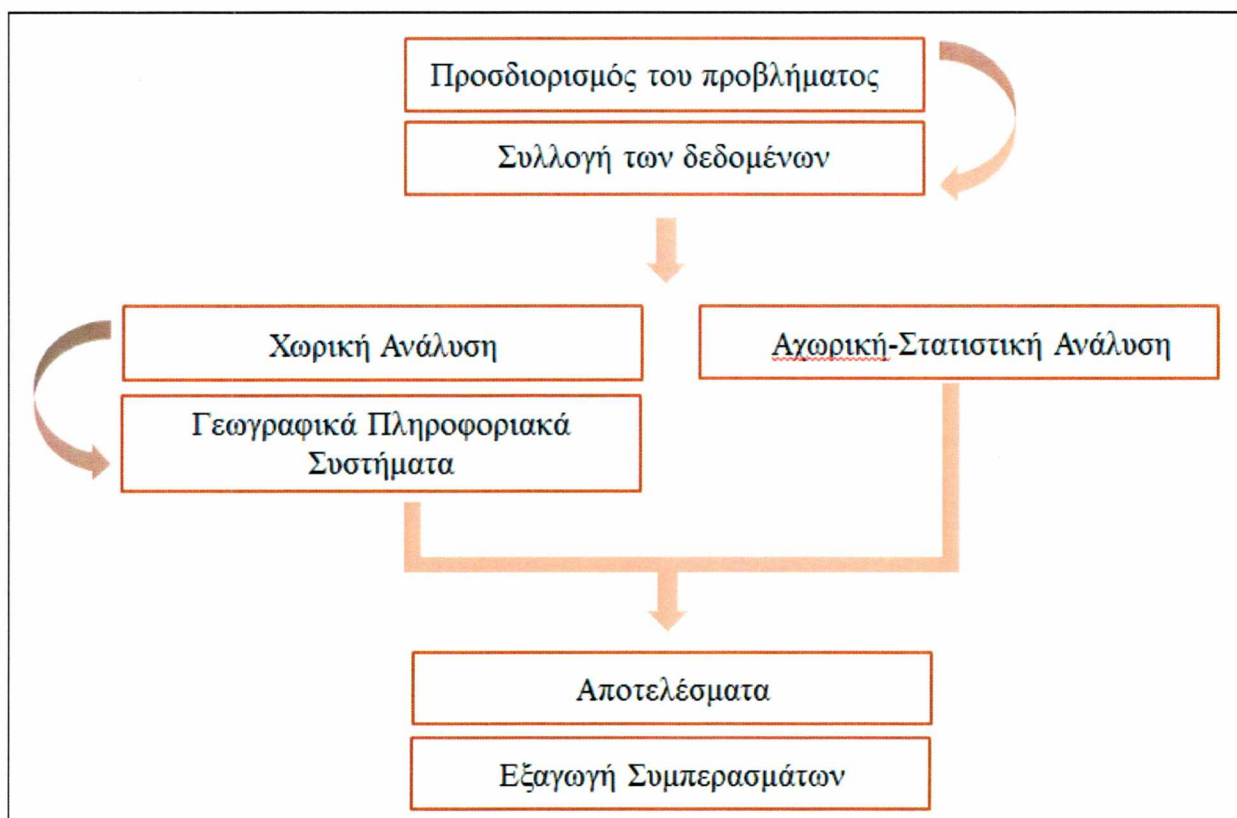 Προσδιορισμός του προβλήματος
Συλλογή των δεδομένων
Χωρική Ανάλυση
Αχωρική-Στατιστική Ανάλυση
Γεωγραφικά Πληροφοριακά
Συστήματα
Αποτελέσματα
Εξαγωγή Συμπερασμάτων